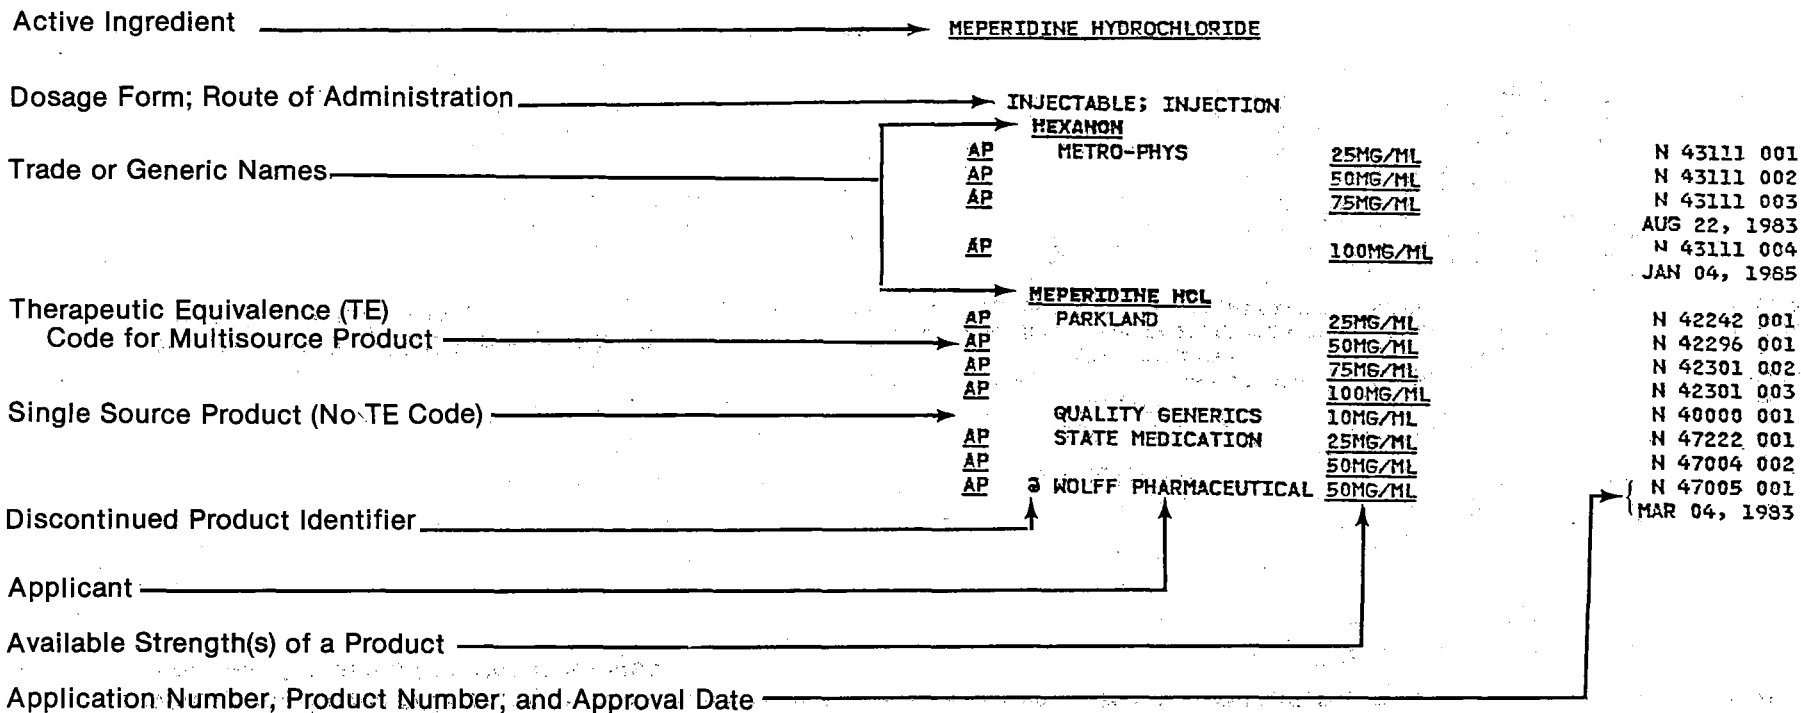 Active Ingredient MEPERIDINE HYDROCHLORIDE
Dosage Form; Route of Administration INJECTABLE; INJECTION
HEXANON
AP METRO-PHYS 25MG/ML N 43111 001
Trade or Generic Names AP 50MG/ML N 43111 002
AP 75MG/ML N 43111 003
AUG 22, 1983
AP 100MG/ML N 43111 004
JAN 04, 1985
MEPERIDINE HCL
Therapeutic Equivalence (TE) AP PARKLAND 25MG/ML N 42242 001
Code for Multisource Product AP 50MG/ML N 42296 001
AP 75MG/ML N 42301 002
AP 100MG/ML N 42301 003
Single Source Product (No TE Code) QUALITY GENERICS 10MG/ML N 40000 001
AP STATE MEDICATION 25MG/ML N 47222 001
AP 50MG/ML N 47004 002
AP @ WOLFF PHARMACEUTICAL 50MG/ML N 47005 001
Discontinued Product Identifier MAR 04, 1983
Applicant
Available Strength(s) of a Product
Application Number, Product Number, and Approval Date